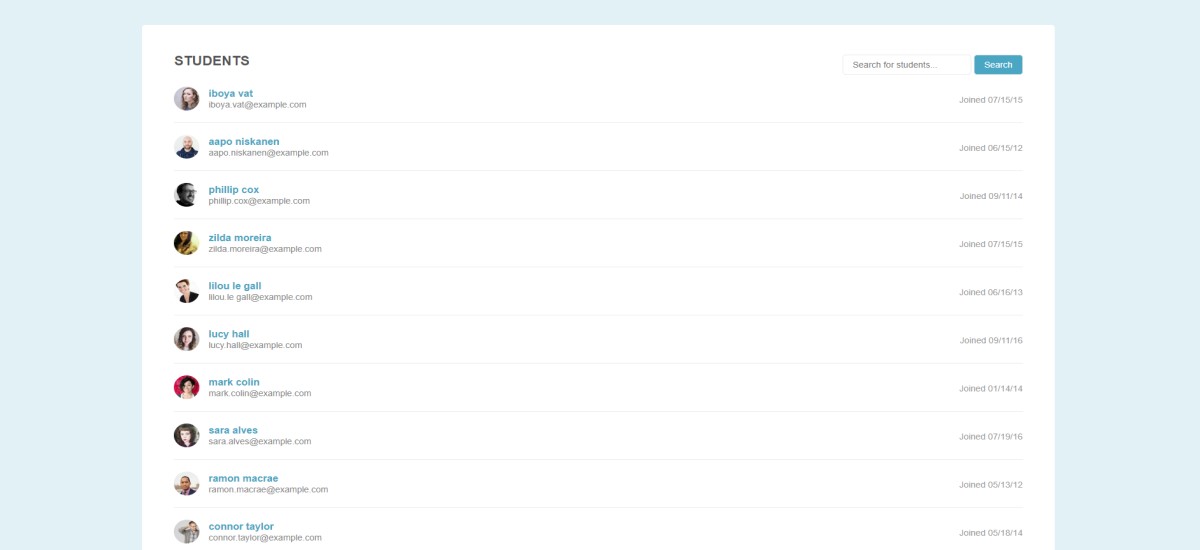 STUDENTS
Search for students...
Search
iboya vat
iboya.vat@example.com
Joined 07/15/15
aapo niskanen
aapo.niskanen@example.com
Joined 06/15/12
phillip cox
phillip.cox@example.com
Joined 09/11/14
zilda moreira
zilda.moreira@example.com
Joined 07/15/15
lilou le gall
lilou.le gall@example.com
Joined 06/16/13
lucy hall
lucy.hall@example.com
Joined 09/11/16
mark colin
mark.colin@example.com
Joined 01/14/14
sara alves
sara.alves@example.com
Joined 07/19/16
ramon macrae
ramon.macrae@example.com
Joined 05/13/12
connor taylor
connor.taylor@example.com
Joined 05/18/14